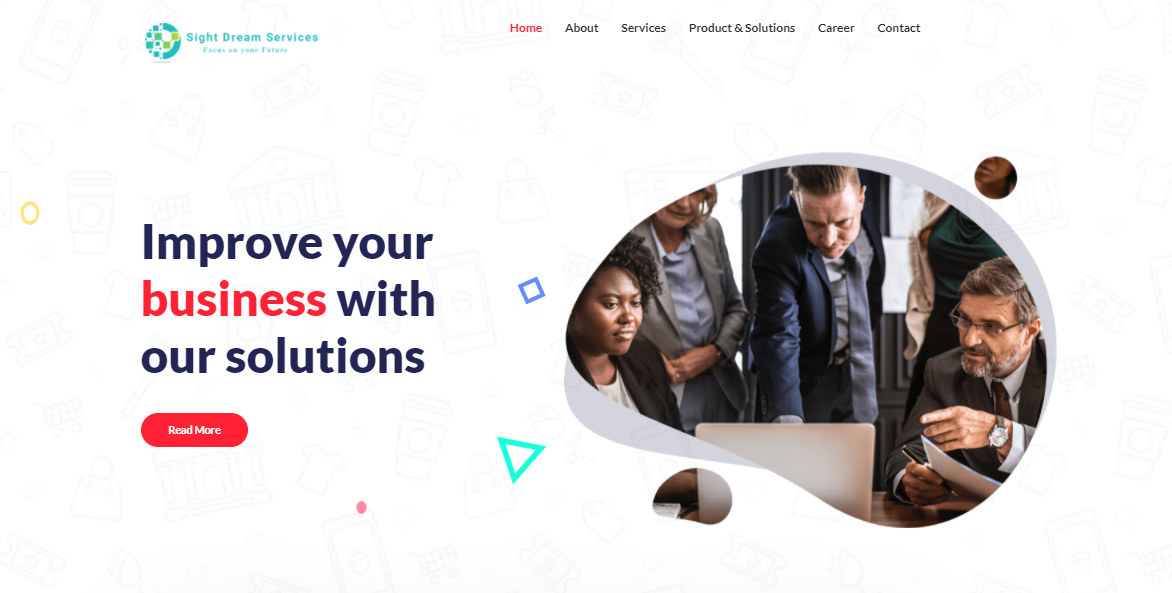 Sight Dream Services
Focus on your Future
Home About Services Product & Solutions Career Contact
Improve your
business with
our solutions
Read More